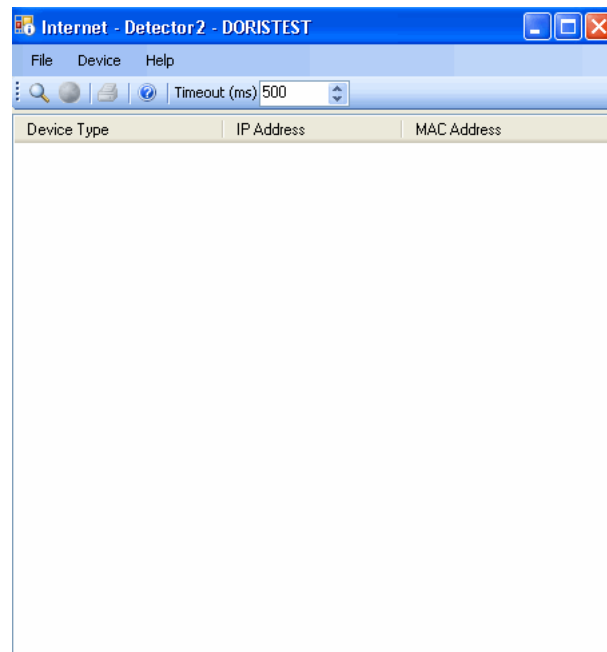 Internet - Detector2 - DORISTEST
File Device Help
Timeout (ms) 500
Device Type IP Address MAC Address